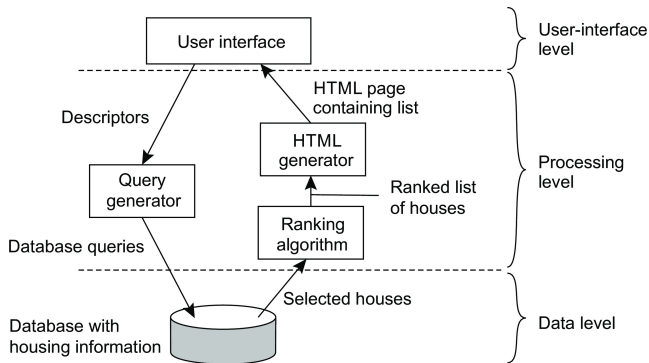 User interface
User-interface
level
HTML page
containing list
Descriptors
HTML
generator
Processing
level
Query
generator
Ranked list
of houses
Ranking
algorithm
Database queries
Selected houses
Database with
housing information
Data level